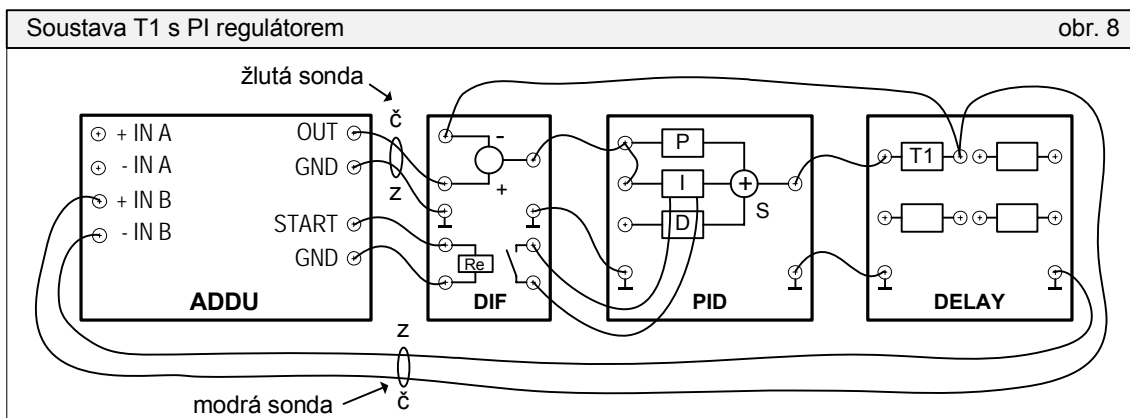 Soustava T1 s PI regulátorem obr. 8
žlutá sonda
č
z
+ IN A
- IN A
+ IN B
- IN B
OUT
GND
START
GND
ADDU
-
+
Re
DIF
P
I
D
+
S
PID
T1
DELAY
z
č
modrá sonda